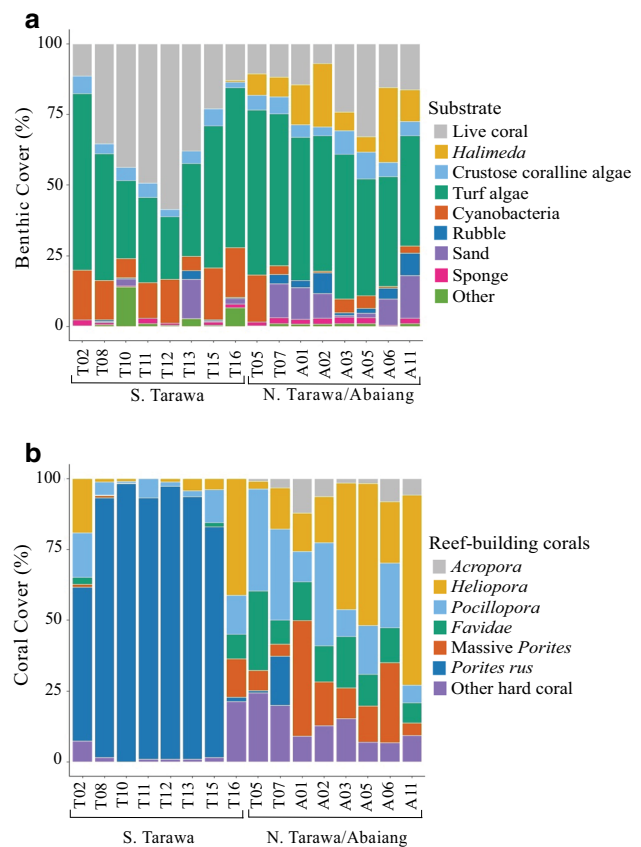 a
Benthic Cover (%)
100
75
50
25
0
T02 T08 T10 T11 T12 T13 T15 T16 T05 T07 A01 A02 A03 A05 A06 A11
S. Tarawa N. Tarawa/Abaiang
Substrate
Live coral
Halimeda
Crustose coralline algae
Turf algae
Cyanobacteria
Rubble
Sand
Sponge
Other
b
Coral Cover (%)
100
75
50
25
0
T02 T08 T10 T11 T12 T13 T15 T16 T05 T07 A01 A02 A03 A05 A06 A11
S. Tarawa N. Tarawa/Abaiang
Reef-building corals
Acropora
Heliopora
Pocillopora
Favidae
Massive Porites
Porites rus
Other hard coral